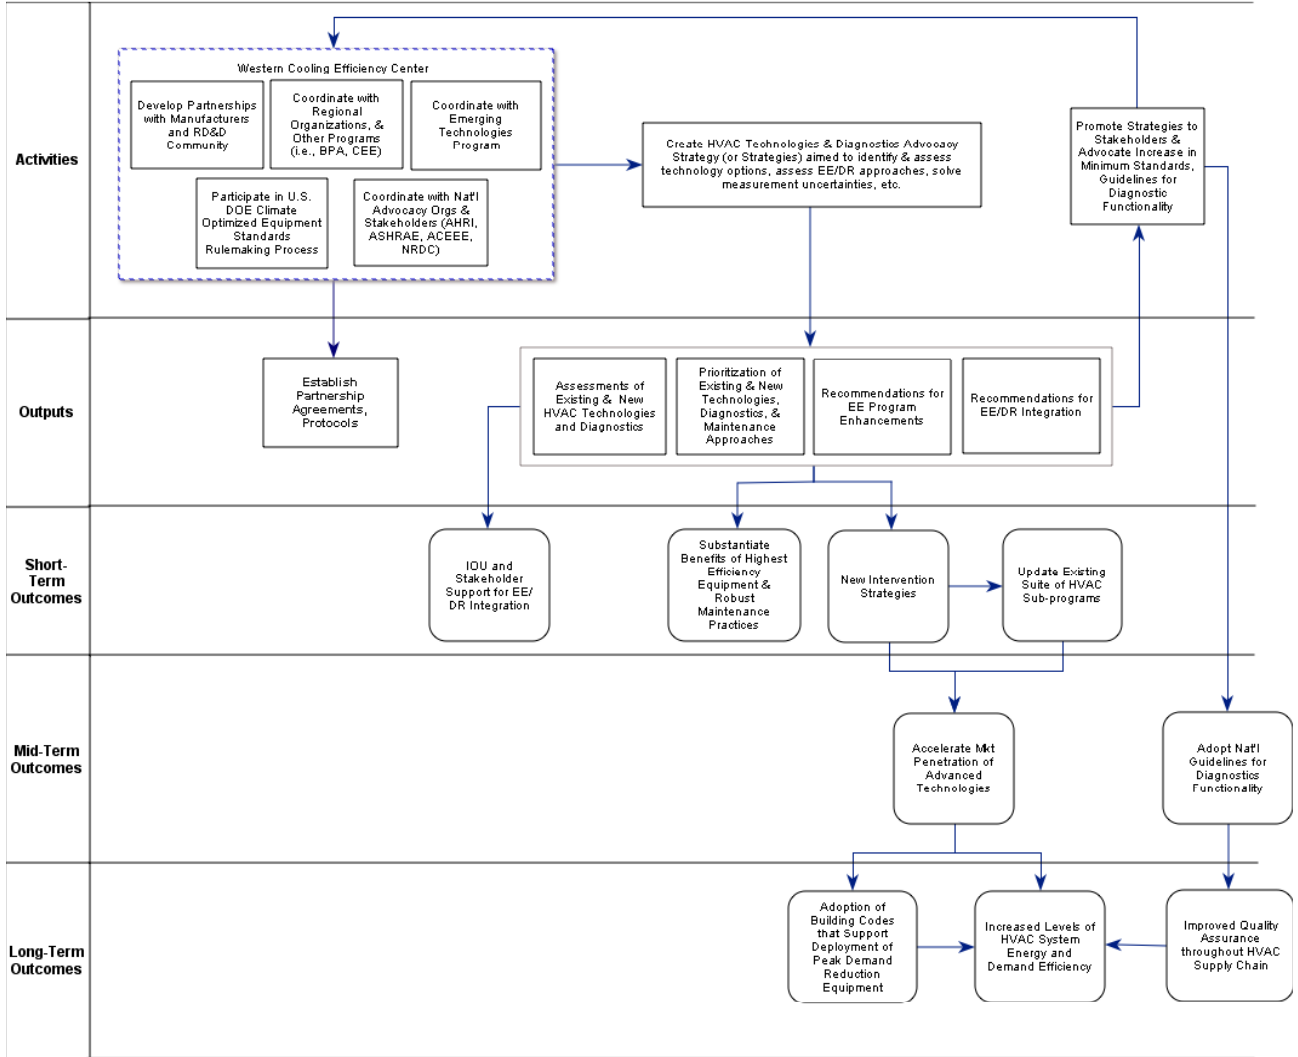 Activities
Western Cooling Efficiency Center
Develop Partnerships
with Manufacturers
and RD&D
Community
Coordinate with
Regional
Organizations, &
Other Programs
(i.e., BPA, CEE)
Coordinate with
Emerging
Technologies
Program
Participate in U.S.
DOE Climate
Optimized Equipment
Standards
Rulemaking Process
Coordinate with Nat'l
Advocacy Orgs &
Stakeholders (AHRI,
ASHRAE, ACEEE,
NRDC)
Create HVAC Technologies & Diagnostics Advocacy
Strategy (or Strategies) aimed to identify & assess
technology options, assess EE/DR approaches, solve
measurement uncertainties, etc.
Promote Strategies to
Stakeholders &
Advocate Increase in
Minimum Standards,
Guidelines for
Diagnostic
Functionality
Outputs
Establish
Partnership
Agreements,
Protocols
Assessments of
Existing & New
HVAC Technologies
and Diagnostics
Prioritization of
Existing & New
Technologies,
Diagnostics, &
Maintenance
Approaches
Recommendations for
EE Program
Enhancements
Recommendations for
EE/DR Integration
Short-
Term
Outcomes
IOU and
Stakeholder
Support for EE/
DR Integration
Substantiate
Benefits of Highest
Efficiency
Equipment &
Robust
Maintenance
Practices
New Intervention
Strategies
Update Existing
Suite of HVAC
Sub-programs
Mid-Term
Outcomes
Accelerate Mkt
Penetration of
Advanced
Technologies
Adopt Nat'l
Guidelines for
Diagnostics
Functionality
Long-Term
Outcomes
Adoption of
Building Codes
that Support
Deployment of
Peak Demand
Reduction
Equipment
Increased Levels of
HVAC System
Energy and
Demand Efficiency
Improved Quality
Assurance
throughout HVAC
Supply Chain